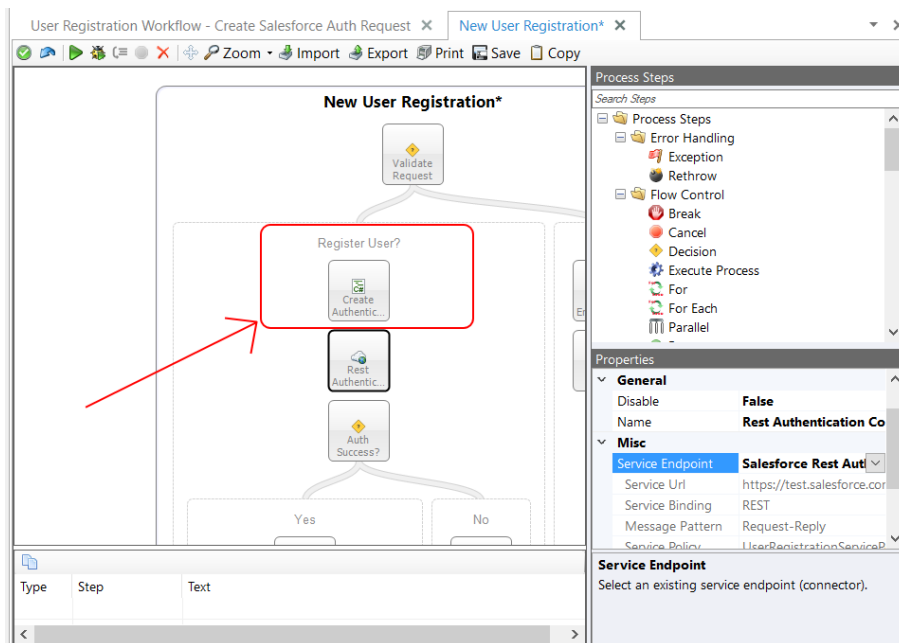 User Registration Workflow - Create Salesforce Auth Request
New User Registration*
Zoom
Import
Export
Print
Save
Copy
New User Registration*
Validate
Request
Register User?
Create
Authentic...
Rest
Authentic...
Auth
Success?
Yes
No
Type
Step
Text
Process Steps
Search Steps
Process Steps
Error Handling
Exception
Rethrow
Flow Control
Break
Cancel
Decision
Execute Process
For
For Each
Parallel
Properties
General
Disable False
Name Rest Authentication Co
Misc
Service Endpoint Salesforce Rest Aut
Service Url https://test.salesforce.cor
Service Binding REST
Message Pattern Request-Reply
Service Policy UserRegistrationServiceP
Service Endpoint
Select an existing service endpoint (connector).